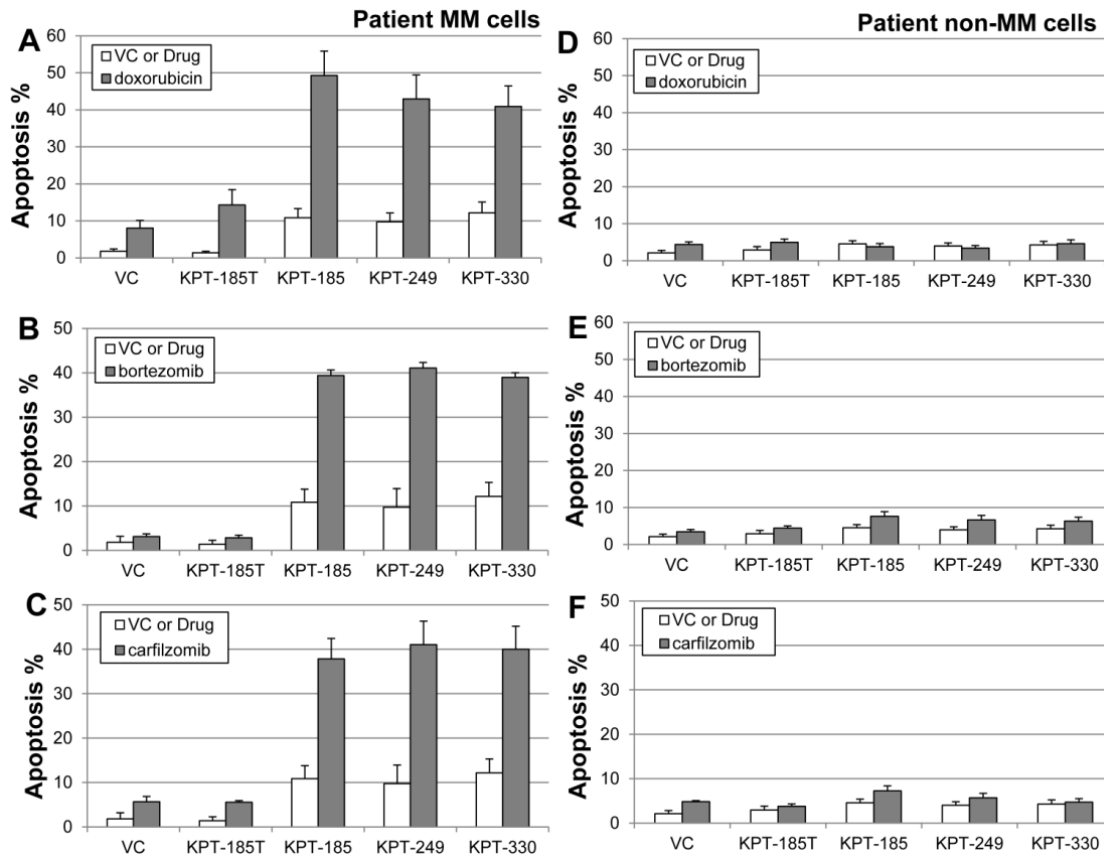 Patient MM cells
A
Apoptosis %
60
50
40
30
20
10
0
VC or Drug
doxorubicin
VC KPT-185T KPT-185 KPT-249 KPT-330
B
Apoptosis %
50
40
30
20
10
0
VC or Drug
bortezomib
VC KPT-185T KPT-185 KPT-249 KPT-330
C
Apoptosis %
50
40
30
20
10
0
VC or Drug
carfilzomib
VC KPT-185T KPT-185 KPT-249 KPT-330
Patient non-MM cells
D
Apoptosis %
60
50
40
30
20
10
0
VC or Drug
doxorubicin
VC KPT-185T KPT-185 KPT-249 KPT-330
E
Apoptosis %
60
50
40
30
20
10
0
VC or Drug
bortezomib
VC KPT-185T KPT-185 KPT-249 KPT-330
F
Apoptosis %
50
40
30
20
10
0
VC or Drug
carfilzomib
VC KPT-185T KPT-185 KPT-249 KPT-330